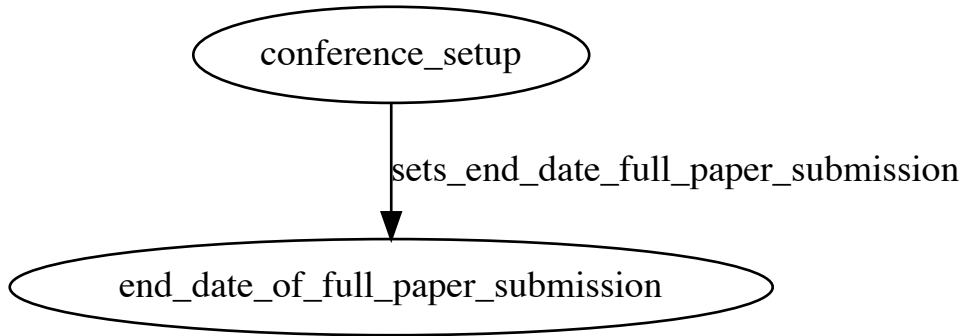 conference_setup
sets_end_date_full_paper_submission
end_date_of_full_paper_submission